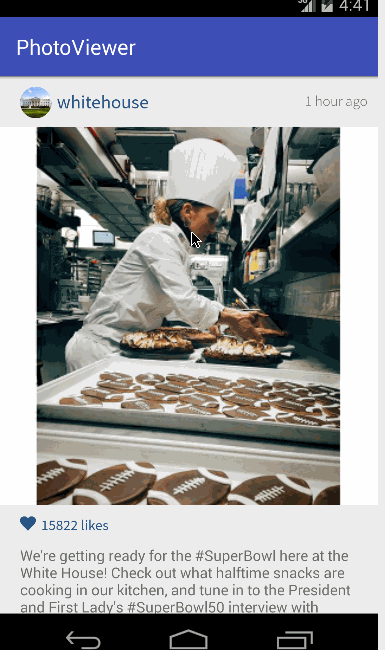 4:41
PhotoViewer
whitehouse
1 hour ago
15822 likes
We're getting ready for the #SuperBowl here at the
White House! Check out what halftime snacks are
cooking in our kitchen, and tune in to the President
and First Lady's #SuperBowl50 interview with